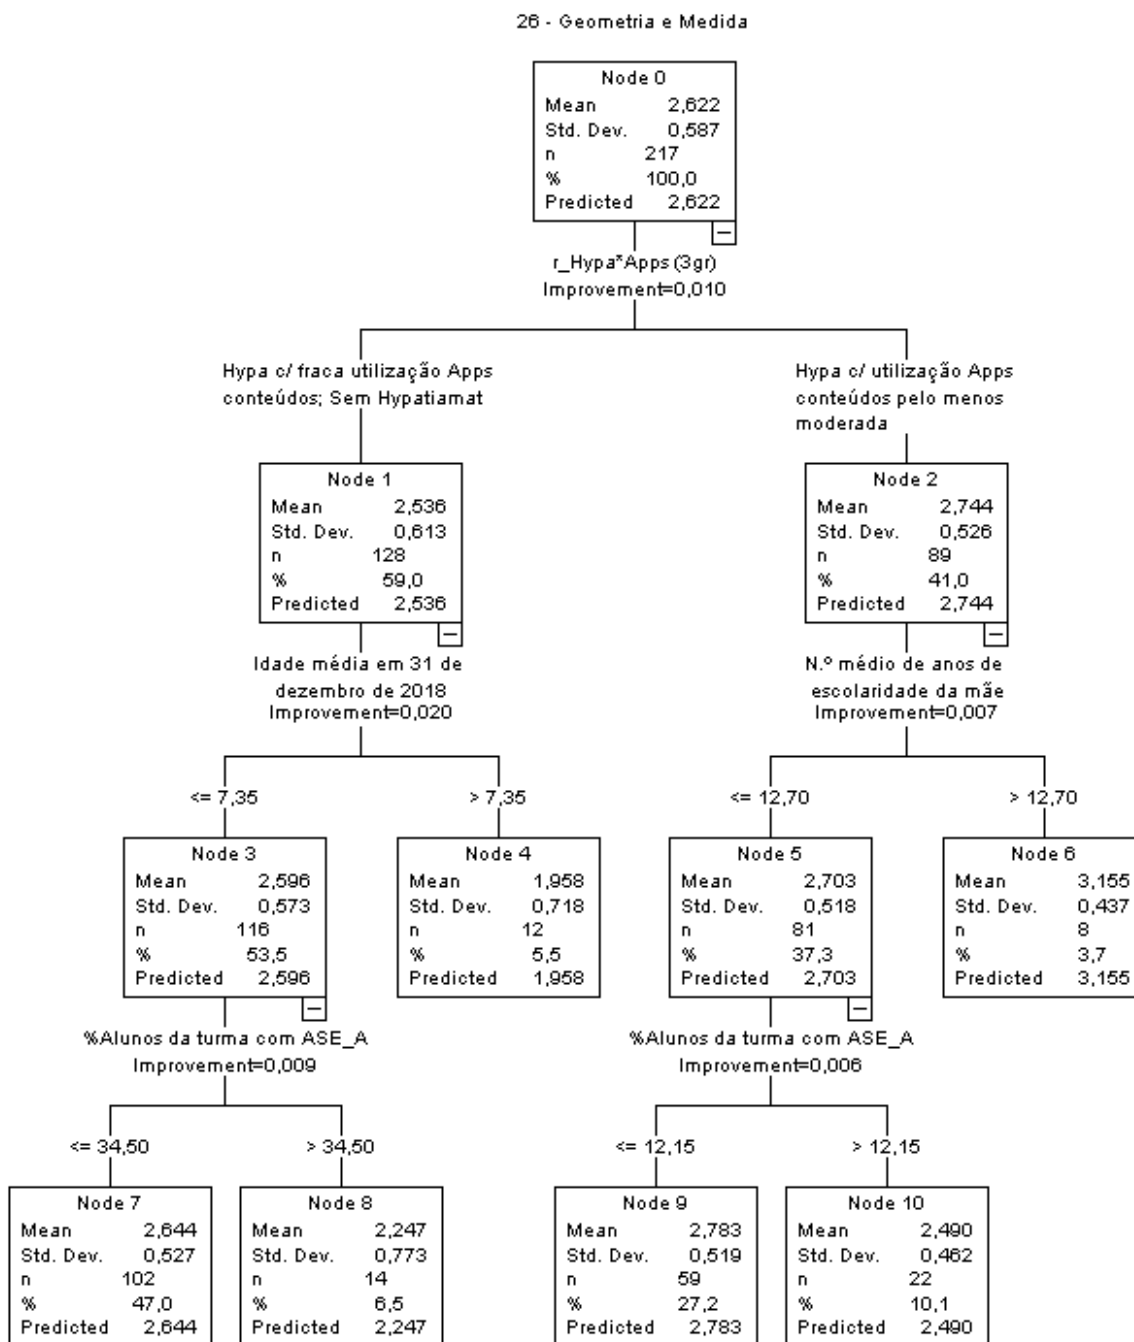 26 - Geometria e Medida
Node 0
Mean 2,622
Std. Dev. 0,587
n 217
% 100,0
Predicted 2,622
r_Hypa*Apps (3gr)
Improvement=0,010
Hypa c/ fraca utilização Apps
conteúdos; Sem Hypatiamat
Hypa c/ utilização Apps
conteúdos pelo menos
moderada
Node 1
Mean 2,536
Std. Dev. 0,613
n 128
% 59,0
Predicted 2,536
Node 2
Mean 2,744
Std. Dev. 0,526
n 89
% 41,0
Predicted 2,744
Idade média em 31 de
dezembro de 2018
Improvement=0,020
N.º médio de anos de
escolaridade da mãe
Improvement=0,007
<= 7,35
> 7,35
<= 12,70
> 12,70
Node 3
Mean 2,596
Std. Dev. 0,573
n 116
% 53,5
Predicted 2,596
Node 4
Mean 1,958
Std. Dev. 0,718
n 12
% 5,5
Predicted 1,958
Node 5
Mean 2,703
Std. Dev. 0,518
n 81
% 37,3
Predicted 2,703
Node 6
Mean 3,155
Std. Dev. 0,437
n 8
% 3,7
Predicted 3,155
%Alunos da turma com ASE_A
Improvement=0,009
%Alunos da turma com ASE_A
Improvement=0,006
<= 34,50
> 34,50
<= 12,15
> 12,15
Node 7
Mean 2,644
Std. Dev. 0,527
n 102
% 47,0
Predicted 2,644
Node 8
Mean 2,247
Std. Dev. 0,773
n 14
% 6,5
Predicted 2,247
Node 9
Mean 2,783
Std. Dev. 0,519
n 59
% 27,2
Predicted 2,783
Node 10
Mean 2,490
Std. Dev. 0,462
n 22
% 10,1
Predicted 2,490